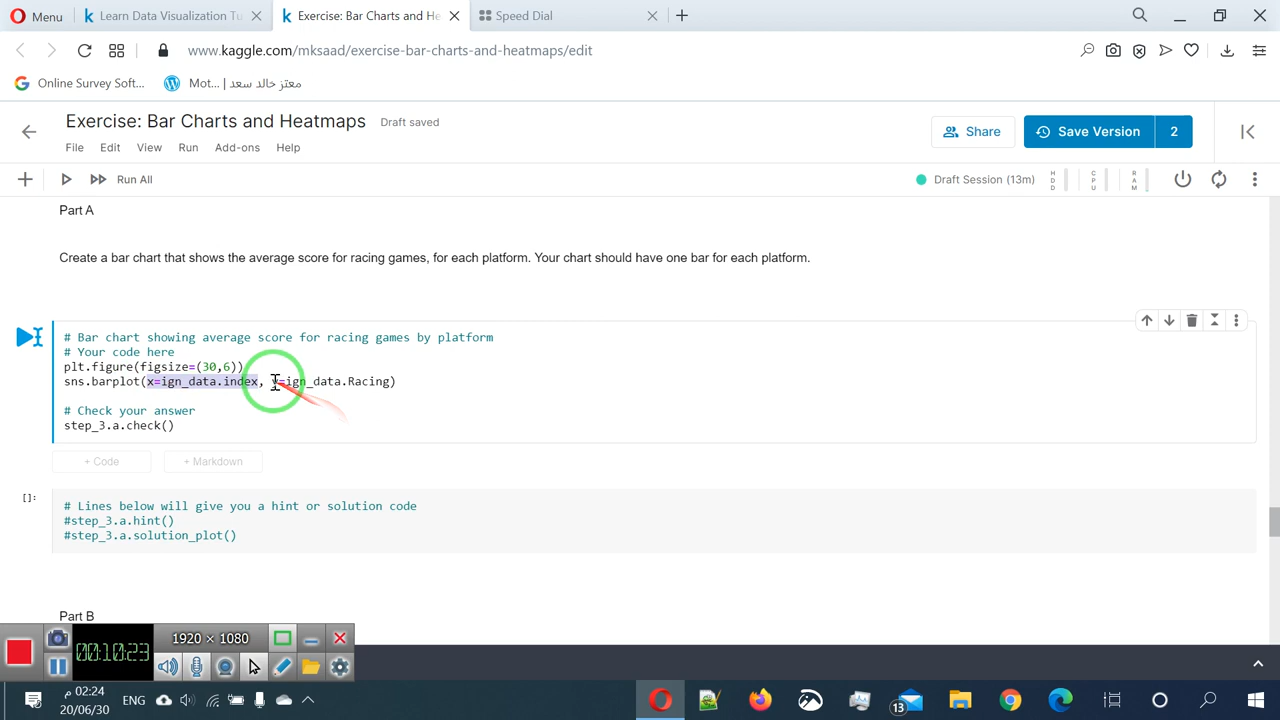 Menu
Learn Data Visualization Tu
Exercise: Bar Charts and He
Speed Dial
www.kaggle.com/mksaad/exercise-bar-charts-and-heatmaps/edit
Online Survey Soft...
Mot... | معتز خالد سعد
Exercise: Bar Charts and Heatmaps
Draft saved
File Edit View Run Add-ons Help
Share
Save Version 2
Run All
Draft Session (13m)
HDD
CPU
RAM
Part A
Create a bar chart that shows the average score for racing games, for each platform. Your chart should have one bar for each platform.
# Bar chart showing average score for racing games by platform
# Your code here
plt.figure(figsize=(30,6))
sns.barplot(x=ign_data.index, y=ign_data.Racing)
# Check your answer
step_3.a.check()
+ Code
+ Markdown
[]:
# Lines below will give you a hint or solution code
#step_3.a.hint()
#step_3.a.solution_plot()
Part B
1920 × 1080
00:10:23
02:24 م
20/06/30
ENG
13